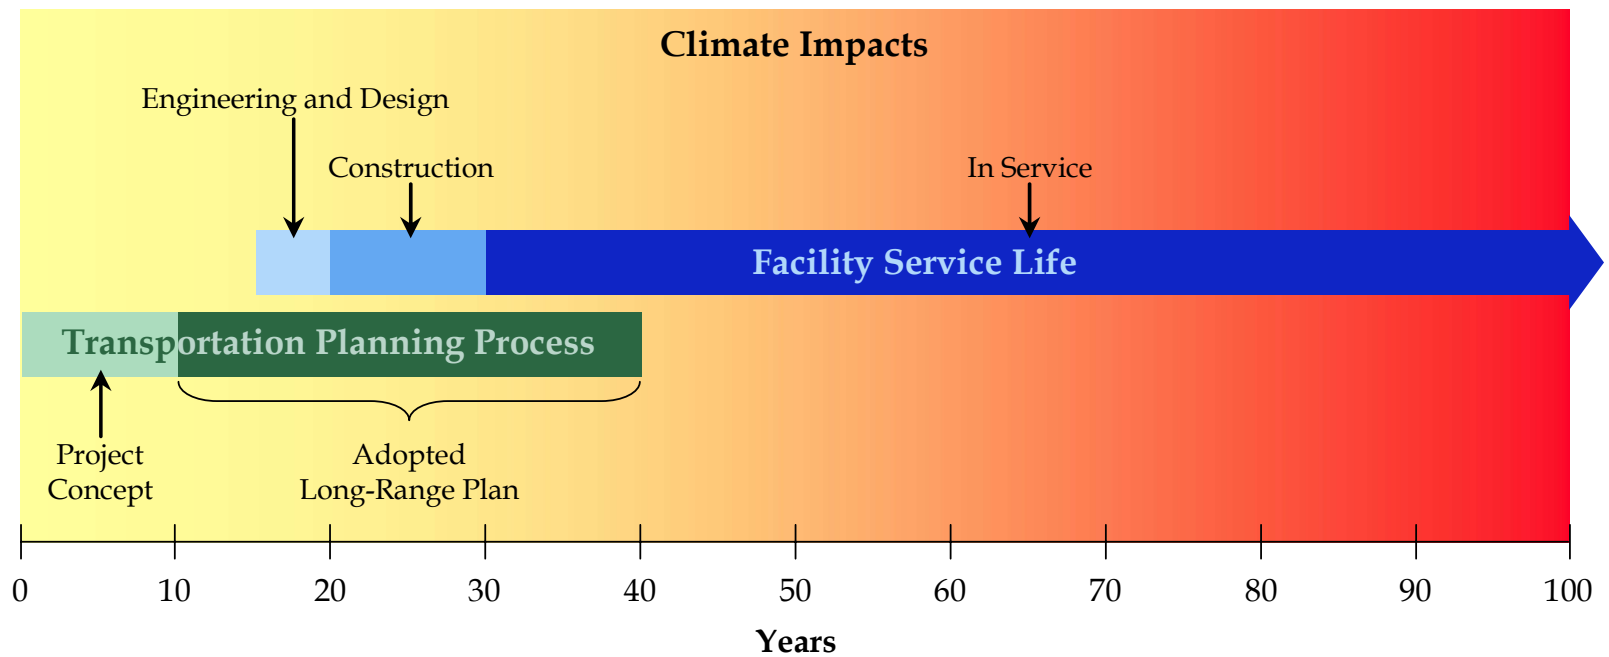 Climate Impacts
Engineering and Design
Construction
In Service
Facility Service Life
Transportation Planning Process
Project
Concept
Adopted
Long-Range Plan
0 10 20 30 40 50 60 70 80 90 100
Years